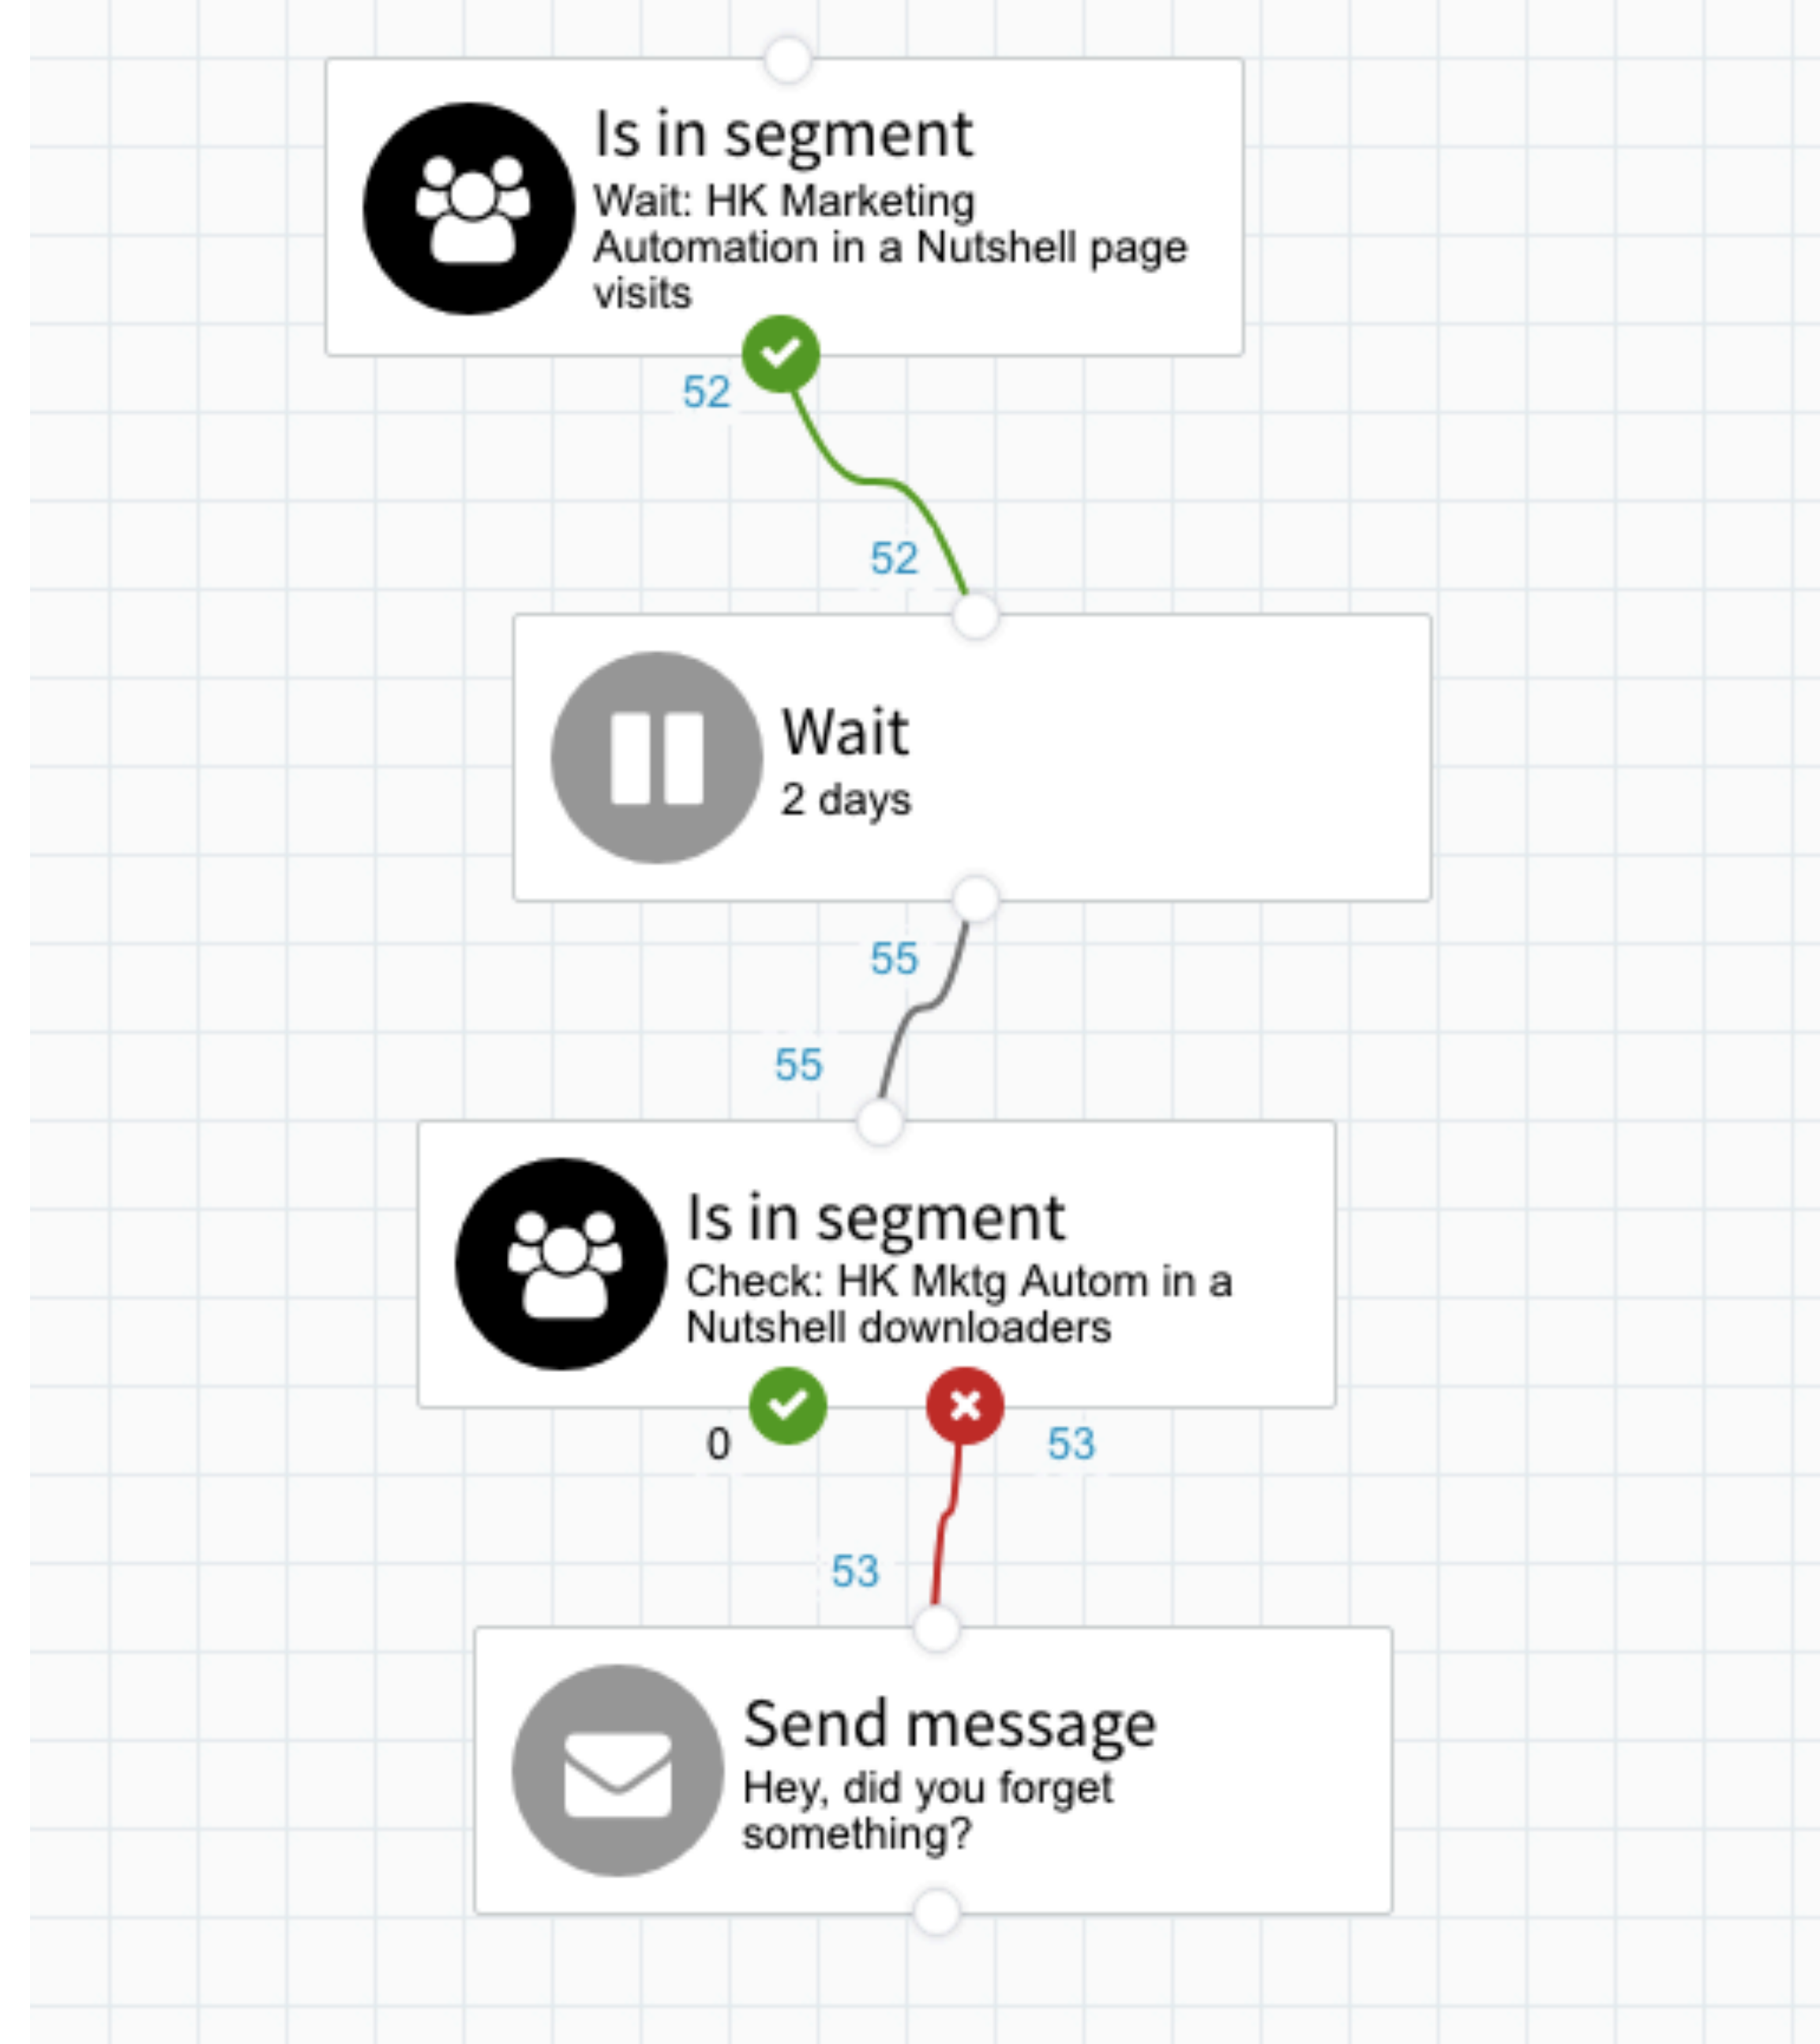 Is in segment
Wait: HK Marketing
Automation in a Nutshell page
visits
52
52
Wait
2 days
55
55
Is in segment
Check: HK Mktg Autom in a
Nutshell downloaders
0
53
53
Send message
Hey, did you forget
something?